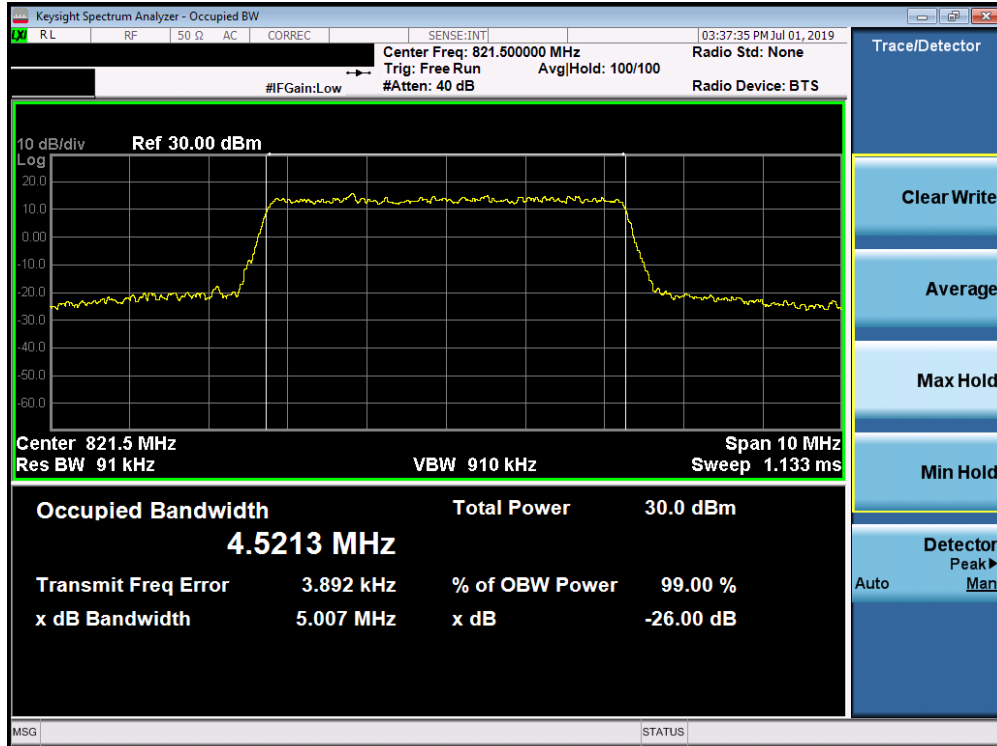 Keysight Spectrum Analyzer - Occupied BW
LXI RL RF 50 Ω AC CORREC SENSE:INT 03:37:35 PM Jul 01, 2019
Center Freq: 821.500000 MHz Radio Std: None
Trig: Free Run Avg|Hold: 100/100
#IFGain:Low #Atten: 40 dB Radio Device: BTS
10 dB/div Ref 30.00 dBm
Log
20.0
10.0
0.00
-10.0
-20.0
-30.0
-40.0
-50.0
-60.0
Center 821.5 MHz Span 10 MHz
Res BW 91 kHz VBW 910 kHz Sweep 1.133 ms
Occupied Bandwidth Total Power 30.0 dBm
4.5213 MHz
Transmit Freq Error 3.892 kHz % of OBW Power 99.00 %
x dB Bandwidth 5.007 MHz x dB -26.00 dB
MSG STATUS
Trace/Detector
Clear Write
Average
Max Hold
Min Hold
Detector
Peak▶
Auto Man